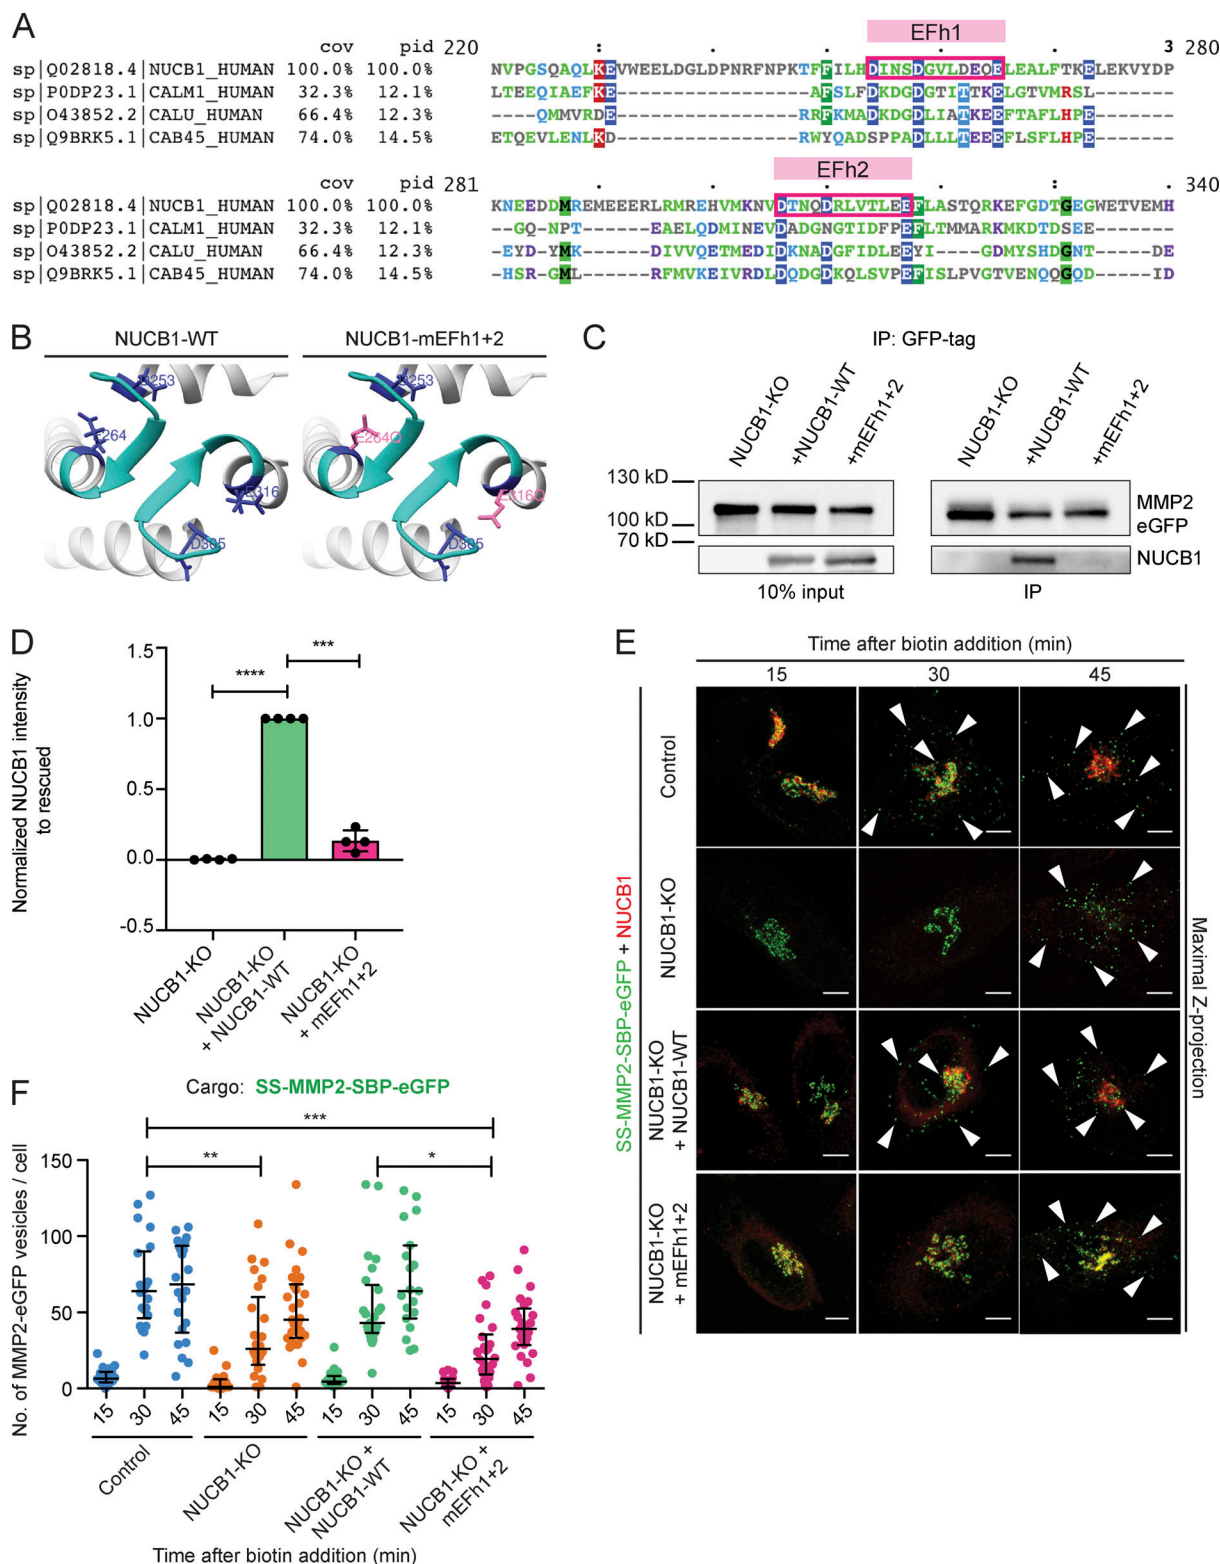 A
EFh1
cov pid 220 : . . . . 3 280
sp|Q02818.4|NUCB1_HUMAN 100.0% 100.0% NVPGSQAQLKEVWEELDGLDPNRFNPKTFFILHDINSDGVLDEQELEALFTKELEKVYDP
sp|P0DP23.1|CALM1_HUMAN 32.3% 12.1% LTEEQIAEFKE-----------------AFSLFDKDGDGTITTKELGTVMRSL-------
sp|O43852.2|CALU_HUMAN 66.4% 12.3% ----QMMVRDE----------------RRFKMADKDGDLIATKEEFTAFLHPE-------
sp|Q9BRK5.1|CAB45_HUMAN 74.0% 14.5% ETQEVLENLKD----------------RWYQADSPPADLLLTEEEFLSFLHPE-------
EFh2
cov pid 281 . . . . : . 340
sp|Q02818.4|NUCB1_HUMAN 100.0% 100.0% KNEEDDMREMEEERLRMREHVMKNVDTNQDRLVTLEEFLASTQRKEFGDTGEGWETVEMH
sp|P0DP23.1|CALM1_HUMAN 32.3% 12.1% --GQ-NPT------EAELQDMINEVDADGNGTIDFPEFLTMMARKMKDTDSEE-------
sp|O43852.2|CALU_HUMAN 66.4% 12.3% -EYD-YMK------DIVVQETMEDIDKNADGFIDLEEYI----GDMYSHDGNT-----DE
sp|Q9BRK5.1|CAB45_HUMAN 74.0% 14.5% -HSR-GML------RFMVKEIVRDLDQDGDKQLSVPEFISLPVGTVENQQGQD-----ID
B
NUCB1-WT NUCB1-mEFh1+2
D253 D253
E264 E264Q
E316 E316Q
D305 D305
C
IP: GFP-tag
NUCB1-KO +NUCB1-WT +mEFh1+2 NUCB1-KO +NUCB1-WT +mEFh1+2
130 kD
100 kD
70 kD
MMP2
eGFP
NUCB1
10% input IP
D
Normalized NUCB1 intensity
to rescued
1.5
1.0
0.5
0.0
-0.5
**** ***
NUCB1-KO
NUCB1-KO
+ NUCB1-WT
NUCB1-KO
+ mEFh1+2
E
Time after biotin addition (min)
15 30 45
SS-MMP2-SBP-eGFP + NUCB1
Control
NUCB1-KO
NUCB1-KO
+ NUCB1-WT
NUCB1-KO
+ mEFh1+2
Maximal Z-projection
F
Cargo: SS-MMP2-SBP-eGFP
No. of MMP2-eGFP vesicles / cell
***
** *
150
100
50
0
15 30 45 15 30 45 15 30 45 15 30 45
Control
NUCB1-KO
NUCB1-KO +
NUCB1-WT
NUCB1-KO +
mEFh1+2
Time after biotin addition (min)